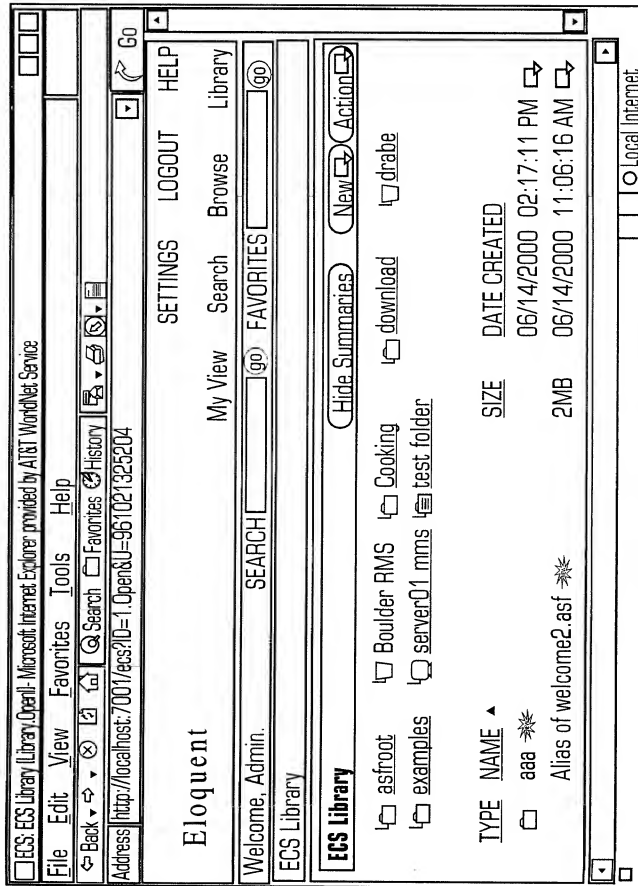 ECS: ECS Library (Library.Open)1- Microsoft Internet Explorer provided by AT&T WorldNet Service
File Edit View Favorites Tools Help
Back Search Favorites History
Address http://localhost:7001/ecs?ID=1.Open&U=961021325204 Go
Eloquent
SETTINGS LOGOUT HELP
My View Search Browse Library
Welcome, Admin. SEARCH go FAVORITES go
ECS Library
ECS Library Hide Summaries New Action
asfroot Boulder RMS Cooking download drabe
examples server01 mms test folder
TYPE NAME SIZE DATE CREATED
aaa 06/14/2000 02:17:11 PM
Alias of welcome2.asf 2MB 06/14/2000 11:06:16 AM
Local Internet